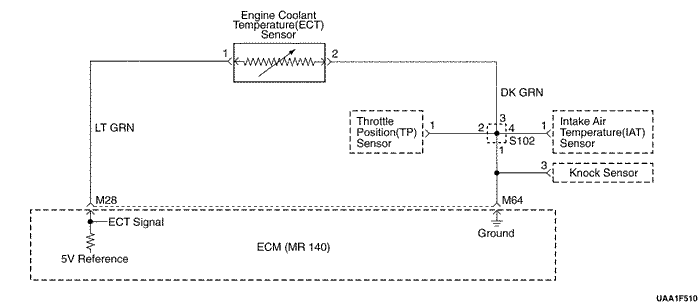 Engine Coolant
Temperature(ECT)
Sensor
1
2
DK GRN
LT GRN
Throttle
Position(TP)
Sensor
1
2
3
4
S102
1
1
Intake Air
Temperature(IAT)
Sensor
3
Knock Sensor
M28
M64
ECT Signal
5V Reference
ECM (MR 140)
Ground
UAA1F510